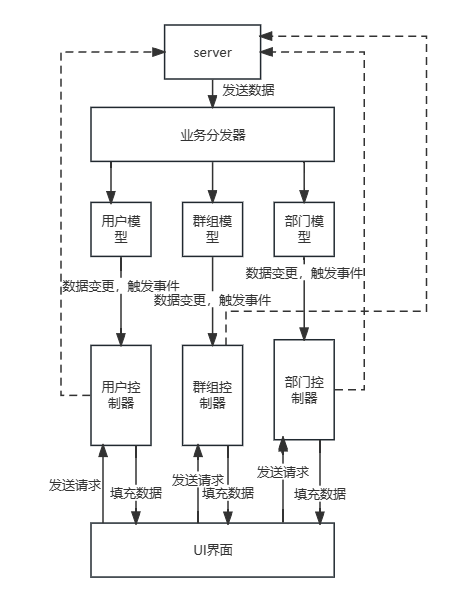 server
发送数据
业务分发器
用户模
型
群组模
型
部门模
型
数据变更，触发事件
数据变更，触发事件
数据变更，触发事件
用户控
制器
群组控
制器
部门控
制器
发送请求
填充数据
发送请求
填充数据
发送请求
填充数据
UI界面